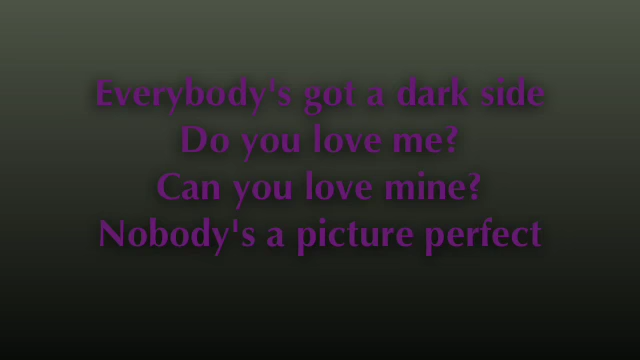 Everybody's got a dark side
Do you love me?
Can you love mine?
Nobody's a picture perfect